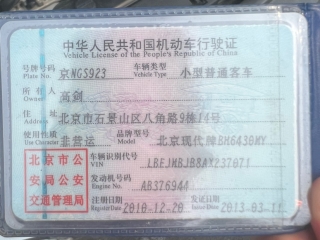 中华人民共和国机动车行驶证
Vehicle License of the People's Republic of China
号牌号码 京NGS923 车辆类型 小型普通客车
Plate No. Vehicle Type
所有人 高剑
Owner
住址 北京市石景山区八角路9栋14号
Address
使用性质 非营运 品牌型号 北京现代牌BH6430MY
Use Character Model
北京市公安局公安交通管理局
车辆识别代号 LBEJMBJB8AX237071
VIN
发动机号码 AB376944
Engine No.
注册日期 2010-12-20 发证日期 2013-03-11
Register Date Issue Date